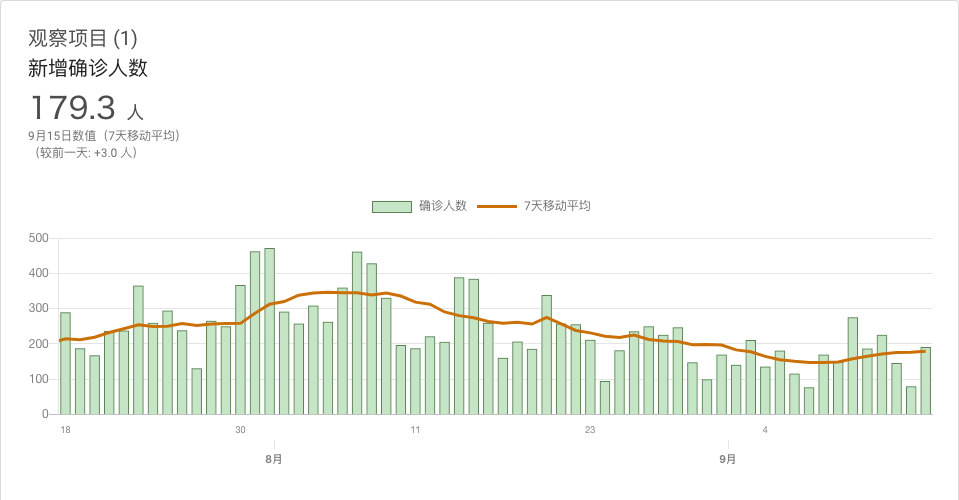 观察项目 (1)
新增确诊人数
179.3 人
9月15日数值（7天移动平均）
（较前一天: +3.0 人）
确诊人数 7天移动平均
500
400
300
200
100
0
18 30 11 23 4
8月 9月